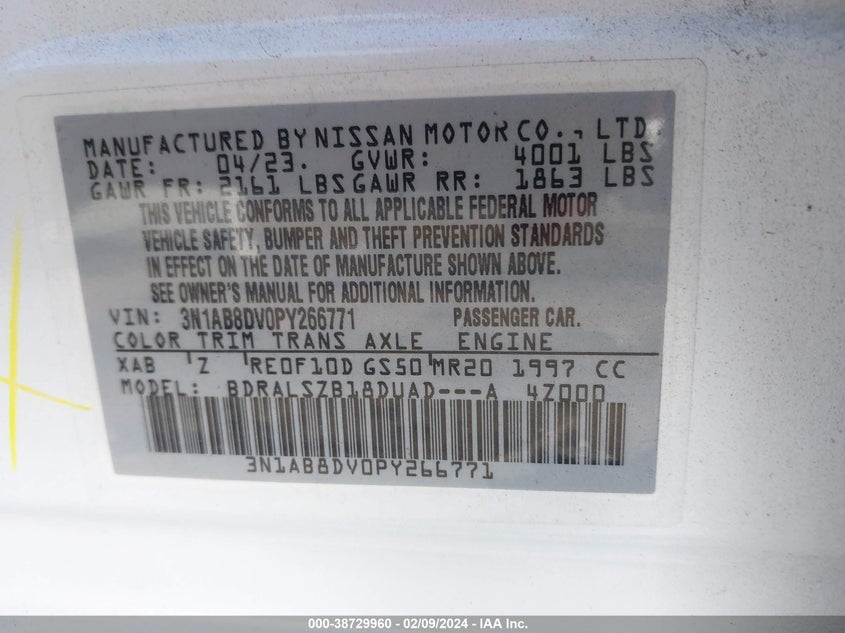 MANUFACTURED BY NISSAN MOTOR CO., LTD.
DATE: 04/23. GVWR: 4001 LBS
GAWR FR: 2161 LBS GAWR RR: 1863 LBS
THIS VEHICLE CONFORMS TO ALL APPLICABLE FEDERAL MOTOR
VEHICLE SAFETY, BUMPER AND THEFT PREVENTION STANDARDS
IN EFFECT ON THE DATE OF MANUFACTURE SHOWN ABOVE.
SEE OWNER'S MANUAL FOR ADDITIONAL INFORMATION.
VIN: 3N1AB8DV0PY266771 PASSENGER CAR.
COLOR TRIM TRANS AXLE ENGINE
XAB Z RE0F10D GS50 MR20 1997 CC
MODEL: BDRALSZB18DUAD---A 4Z000
3N1AB8DV0PY266771
000-38729960 - 02/09/2024 - IAAI.com